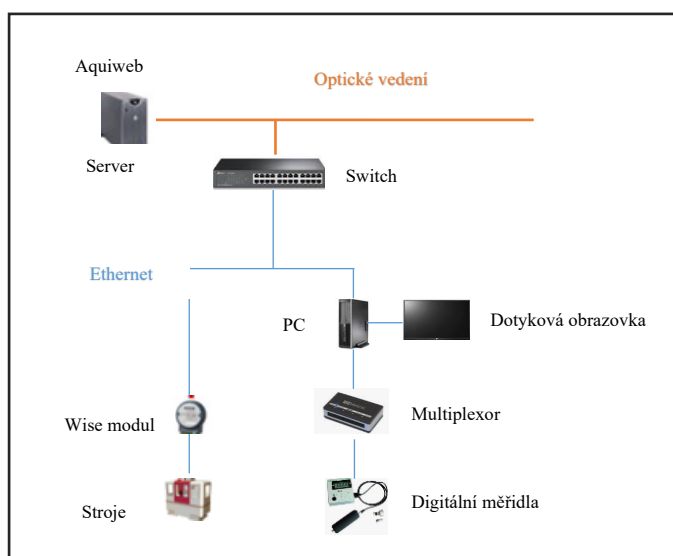 Aquiweb
Optické vedení
Server
Switch
Ethernet
PC
Dotyková obrazovka
Wise modul
Multiplexor
Stroje
Digitální měřidla